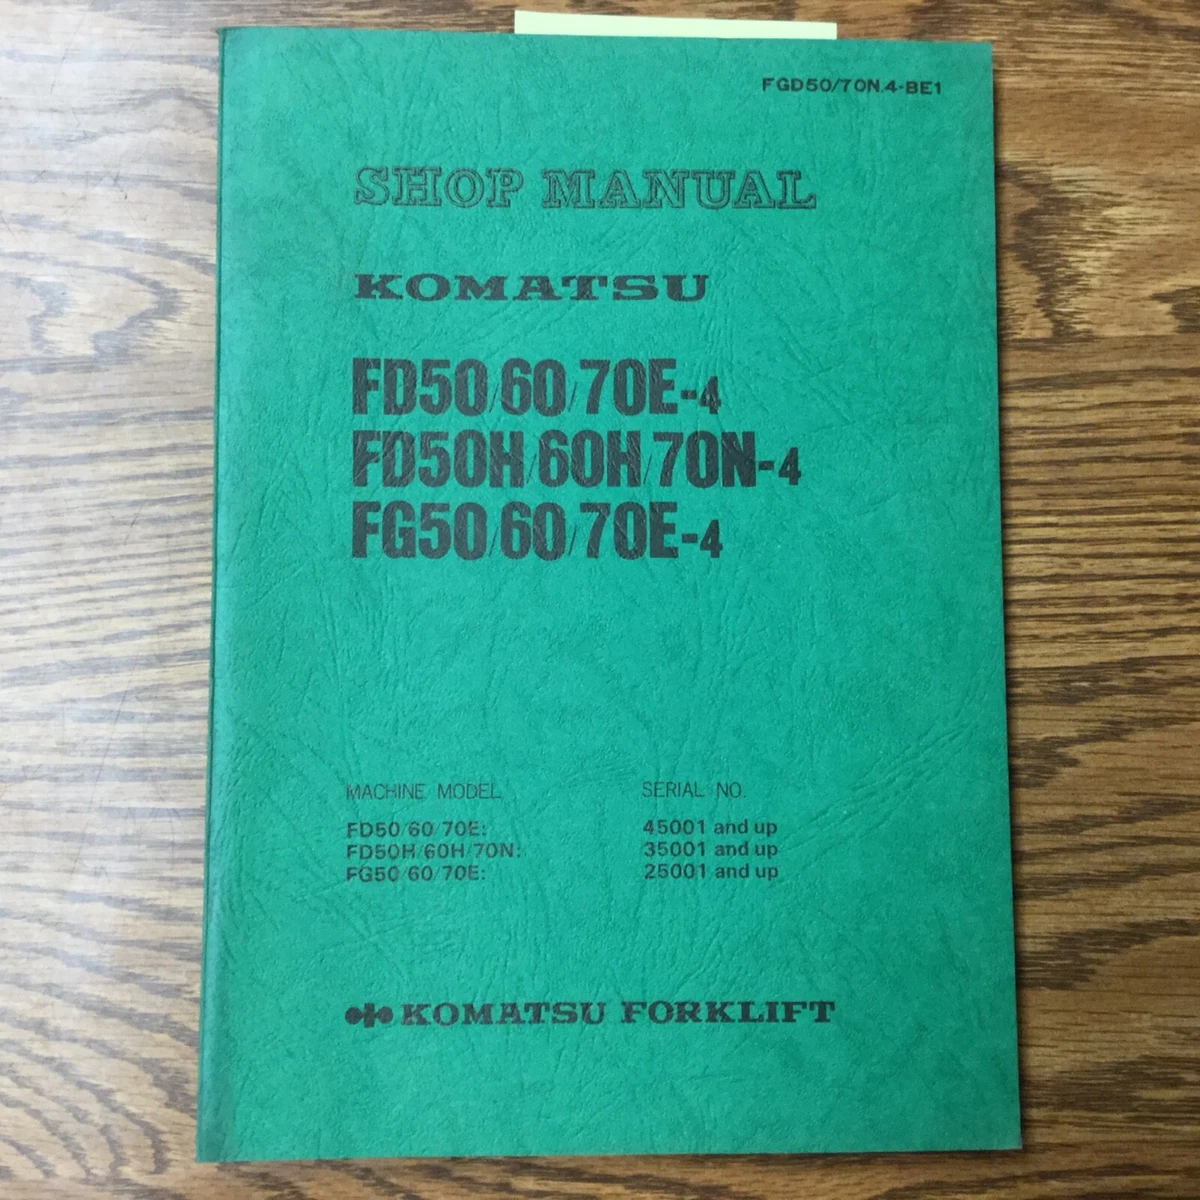 FGD50/70N.4-BE1
SHOP MANUAL
KOMATSU
FD50/60/70E-4
FD50H/60H/70N-4
FG50/60/70E-4
MACHINE MODEL SERIAL NO.
FD50/60/70E: 45001 and up
FD50H/60H/70N: 35001 and up
FG50/60/70E: 25001 and up
KOMATSU FORKLIFT